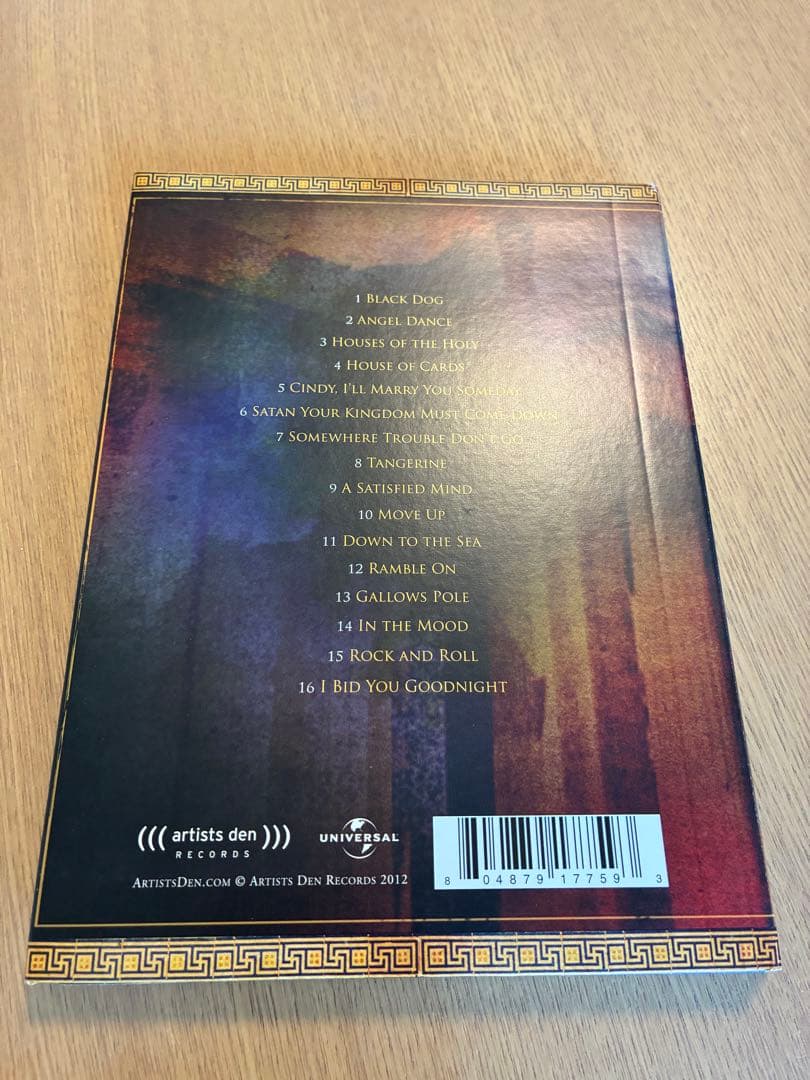 1 Black Dog
2 Angel Dance
3 Houses of the Holy
4 House of Cards
5 Cindy, I'll Marry You Someday
6 Satan Your Kingdom Must Come Down
7 Somewhere Trouble Don't Go
8 Tangerine
9 A Satisfied Mind
10 Move Up
11 Down to the Sea
12 Ramble On
13 Gallows Pole
14 In the Mood
15 Rock and Roll
16 I Bid You Goodnight
((( artists den )))
RECORDS
UNIVERSAL
ArtistsDen.com © Artists Den Records 2012
8 04879 17759 3